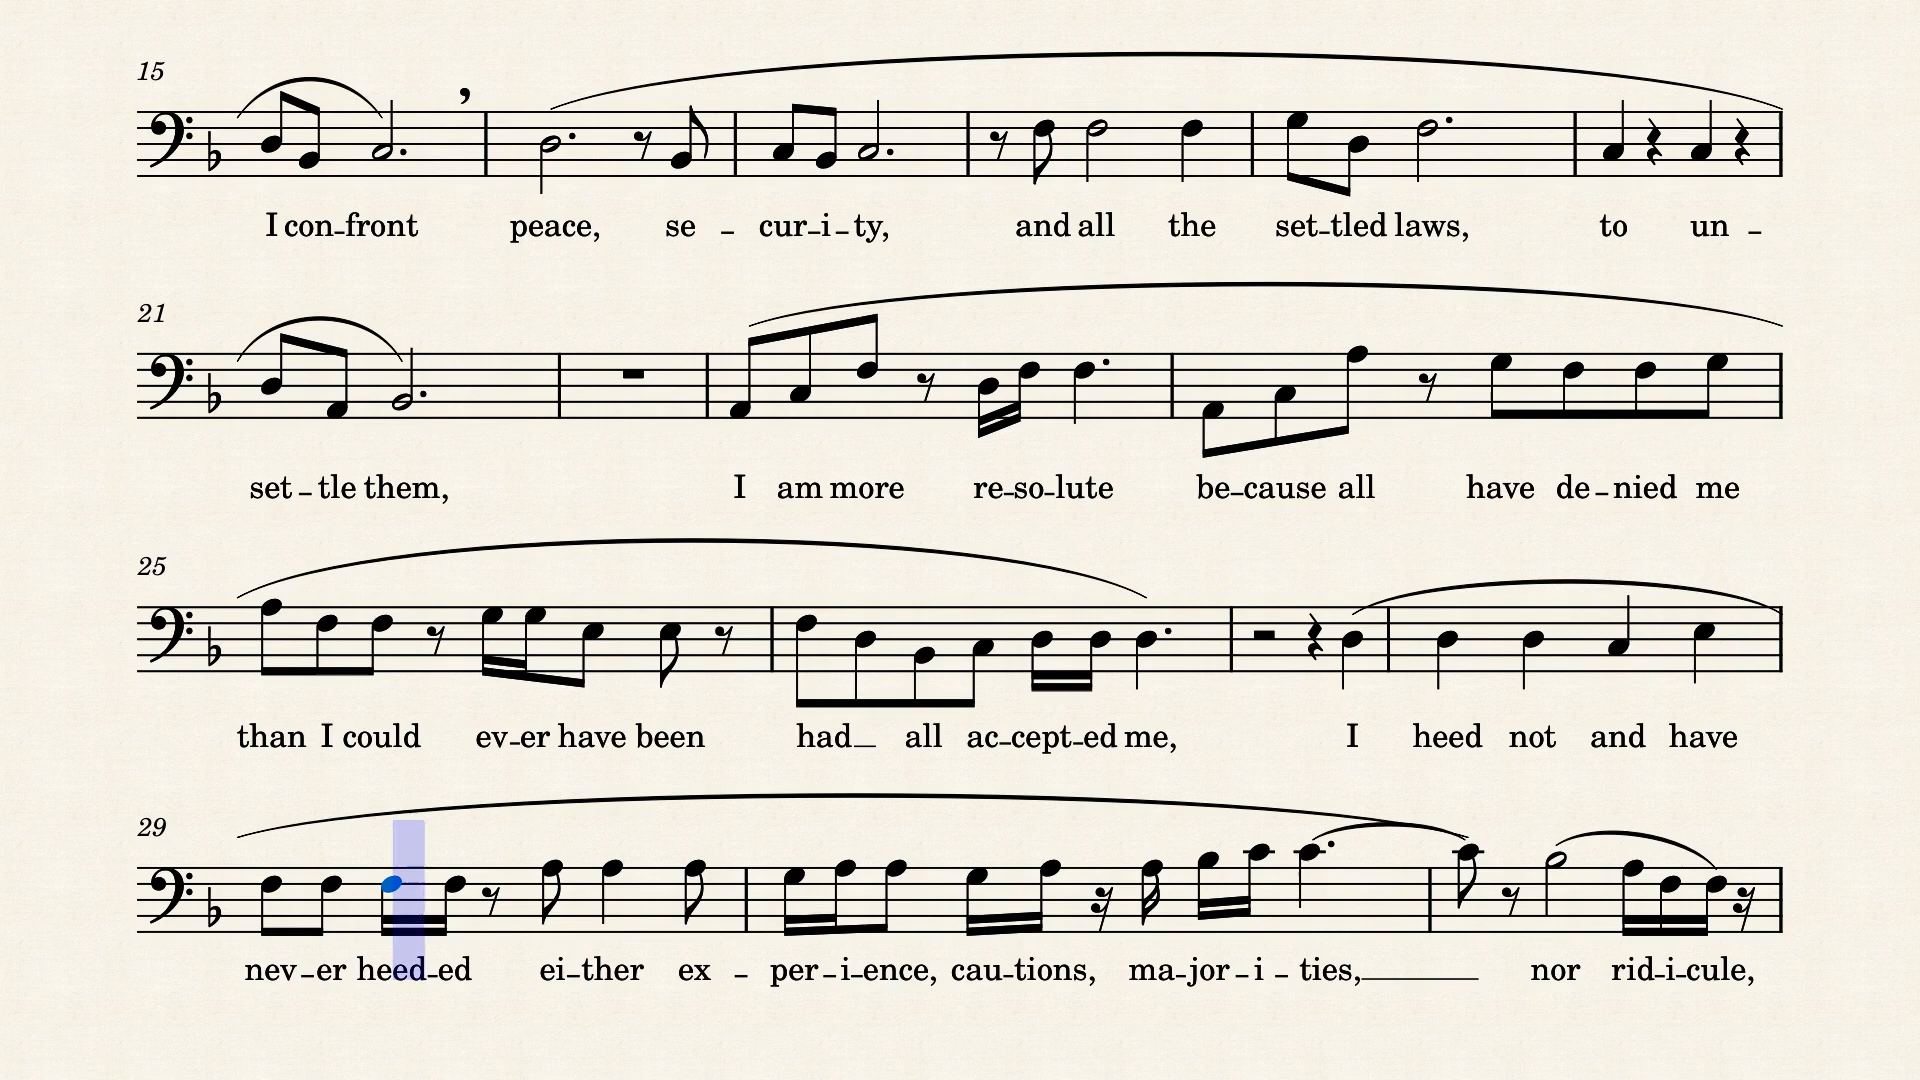 15
I con-front peace, se - cur-i-ty, and all the set-tled laws, to un -
21
set-tle them, I am more re-so-lute be-cause all have de-nied me
25
than I could ev-er have been had_ all ac-cept-ed me, I heed not and have
29
nev-er heed-ed ei-ther ex - per-i-ence, cau-tions, ma-jor-i-ties,_ nor rid-i-cule,